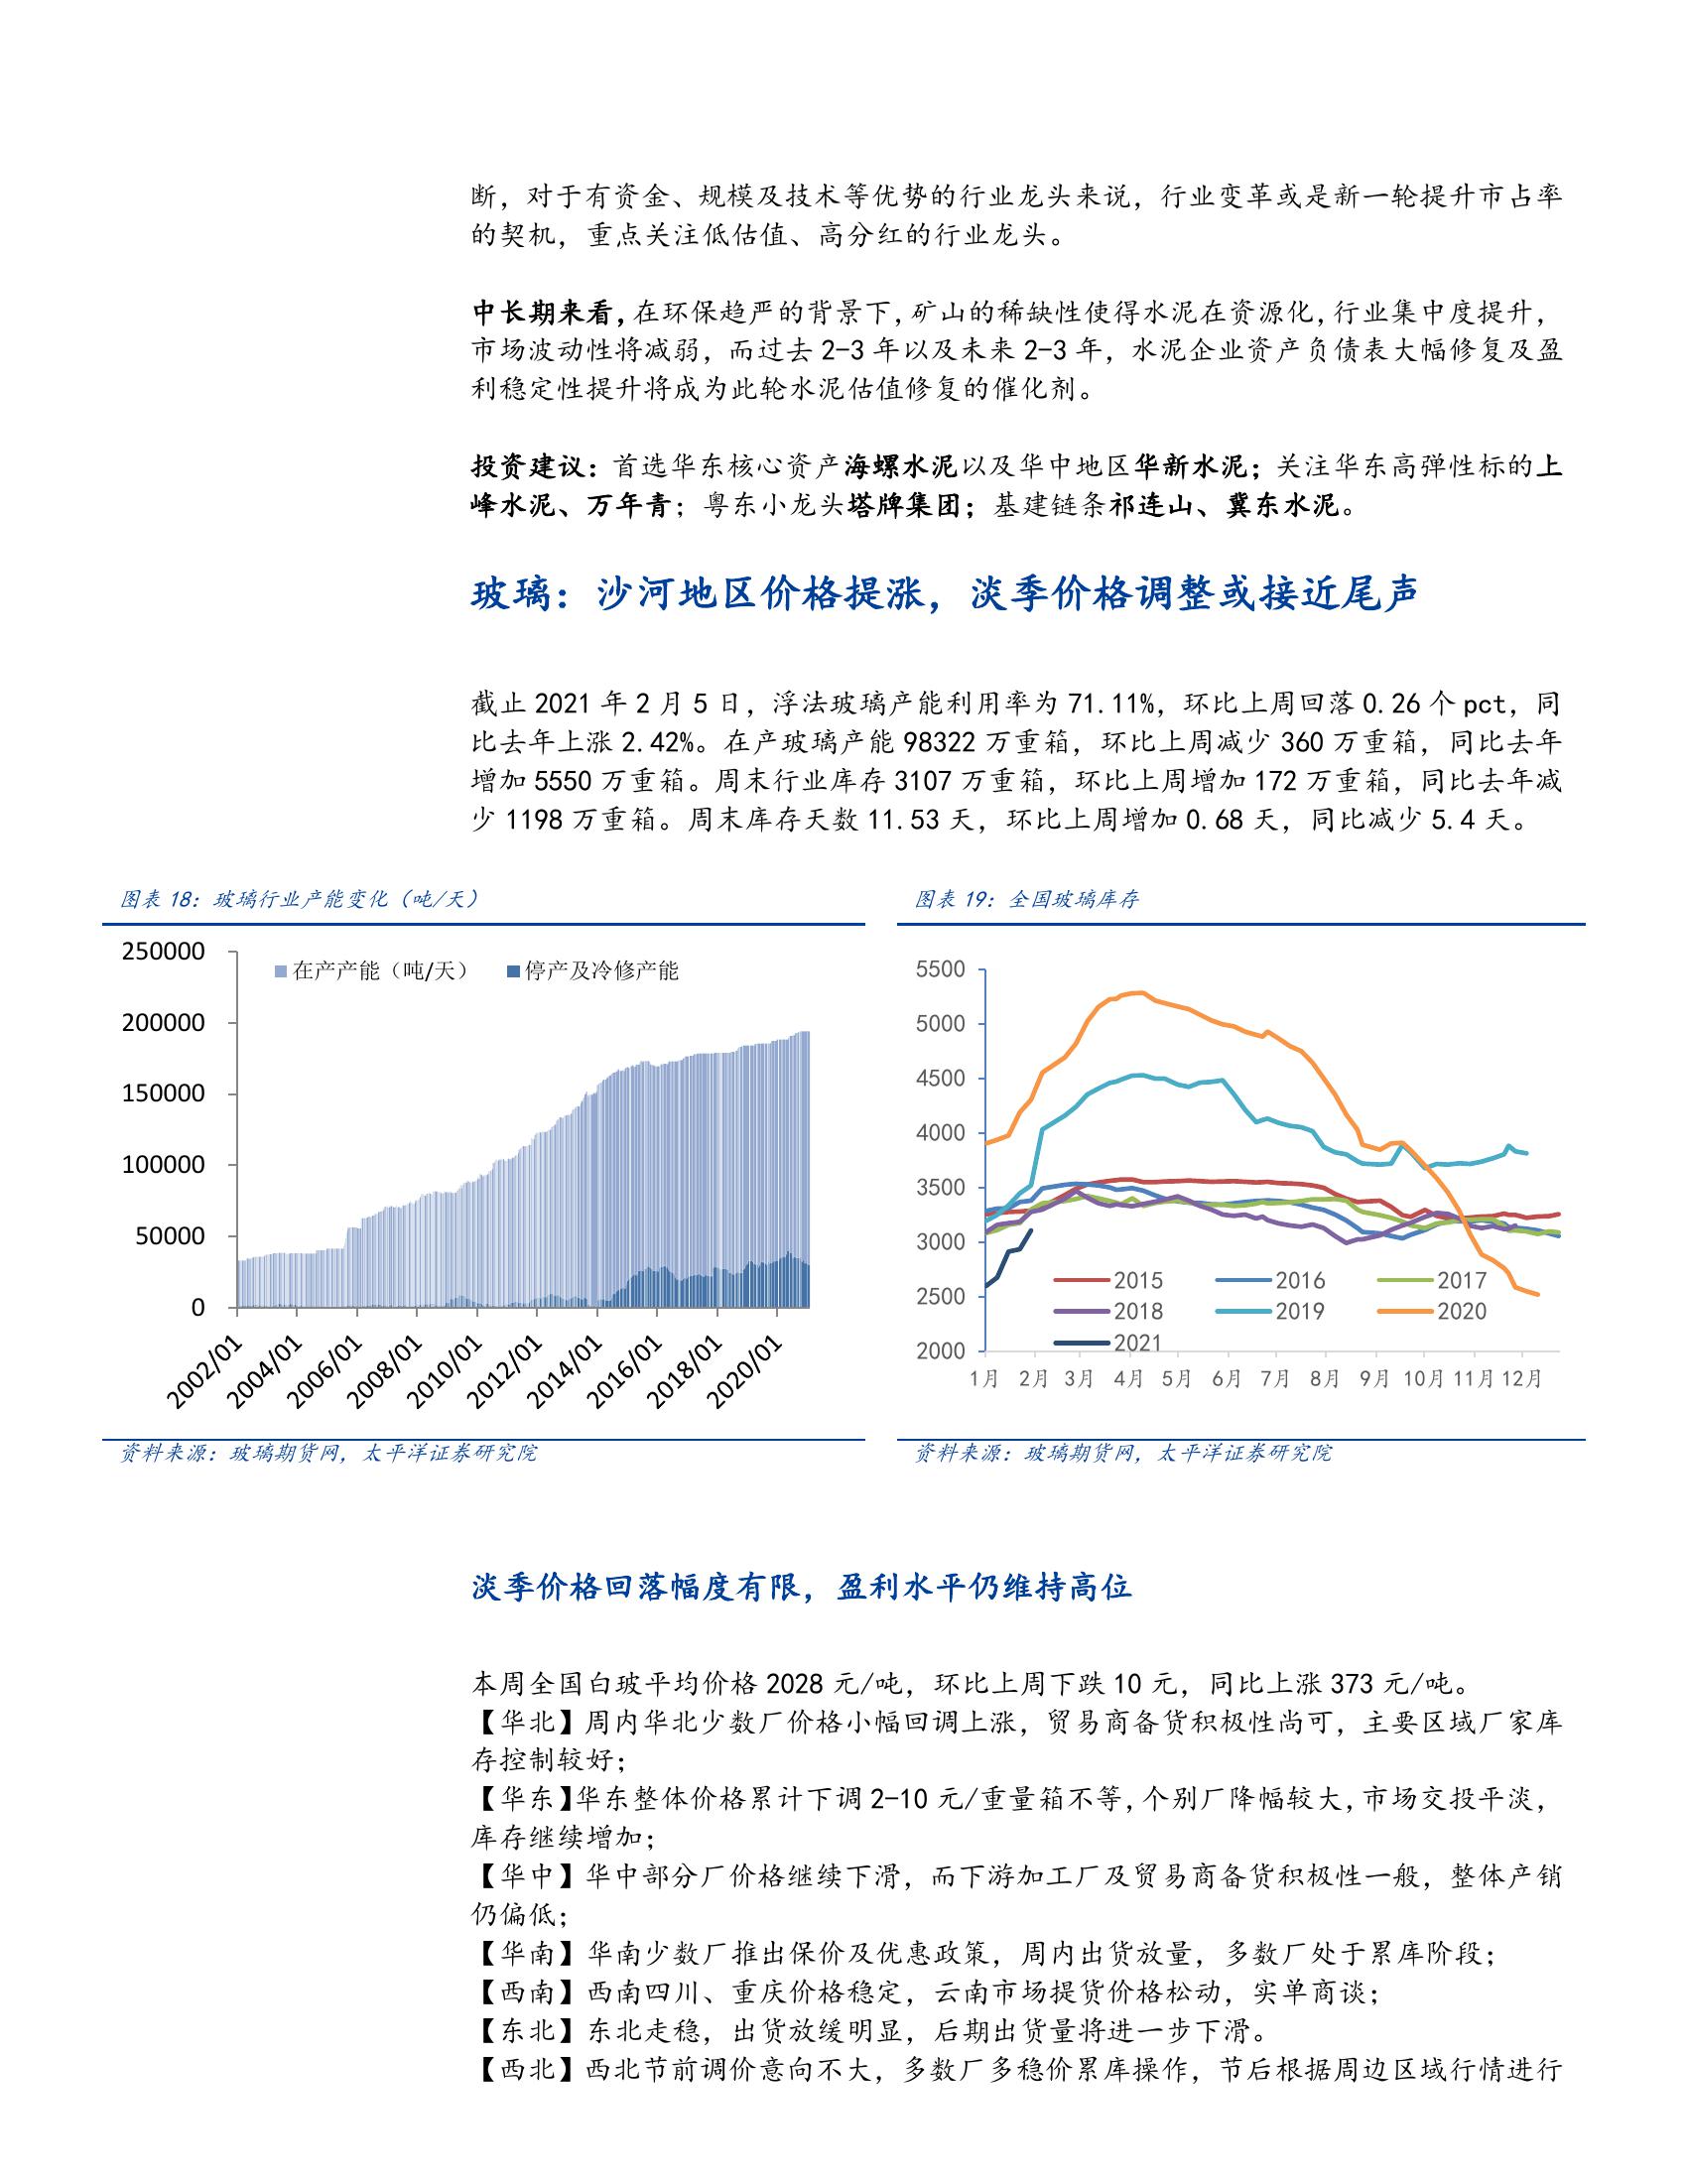 断，对于有资金、规模及技术等优势的行业龙头来说，行业变革或是新一轮提升市占率
的契机，重点关注低估值、高分红的行业龙头。
中长期来看，在环保趋严的背景下，矿山的稀缺性使得水泥在资源化，行业集中度提升，
市场波动性将减弱，而过去 2-3 年以及未来 2-3 年，水泥企业资产负债表大幅修复及盈
利稳定性提升将成为此轮水泥估值修复的催化剂。
投资建议：首选华东核心资产海螺水泥以及华中地区华新水泥；关注华东高弹性标的上
峰水泥、万年青；粤东小龙头塔牌集团；基建链条祁连山、冀东水泥。
玻璃：沙河地区价格提涨，淡季价格调整或接近尾声
截止 2021 年 2 月 5 日，浮法玻璃产能利用率为 71.11%，环比上周回落 0.26 个 pct，同
比去年上涨 2.42%。在产玻璃产能 98322 万重箱，环比上周减少 360 万重箱，同比去年
增加 5550 万重箱。周末行业库存 3107 万重箱，环比上周增加 172 万重箱，同比去年减
少 1198 万重箱。周末库存天数 11.53 天，环比上周增加 0.68 天，同比减少 5.4 天。
图表 18：玻璃行业产能变化（吨/天）
250000
200000
150000
100000
50000
0
在产产能（吨/天） 停产及冷修产能
2002/01 2004/01 2006/01 2008/01 2010/01 2012/01 2014/01 2016/01 2018/01 2020/01
资料来源：玻璃期货网，太平洋证券研究院
图表 19：全国玻璃库存
5500
5000
4500
4000
3500
3000
2500
2000
2015 2016 2017
2018 2019 2020
2021
1月 2月 3月 4月 5月 6月 7月 8月 9月 10月 11月 12月
资料来源：玻璃期货网，太平洋证券研究院
淡季价格回落幅度有限，盈利水平仍维持高位
本周全国白玻平均价格 2028 元/吨，环比上周下跌 10 元，同比上涨 373 元/吨。
【华北】周内华北少数厂价格小幅回调上涨，贸易商备货积极性尚可，主要区域厂家库
存控制较好；
【华东】华东整体价格累计下调 2-10 元/重量箱不等，个别厂降幅较大，市场交投平淡，
库存继续增加；
【华中】华中部分厂价格继续下滑，而下游加工厂及贸易商备货积极性一般，整体产销
仍偏低；
【华南】华南少数厂推出保价及优惠政策，周内出货放量，多数厂处于累库阶段；
【西南】西南四川、重庆价格稳定，云南市场提货价格松动，实单商谈；
【东北】东北走稳，出货放缓明显，后期出货量将进一步下滑。
【西北】西北节前调价意向不大，多数厂多稳价累库操作，节后根据周边区域行情进行